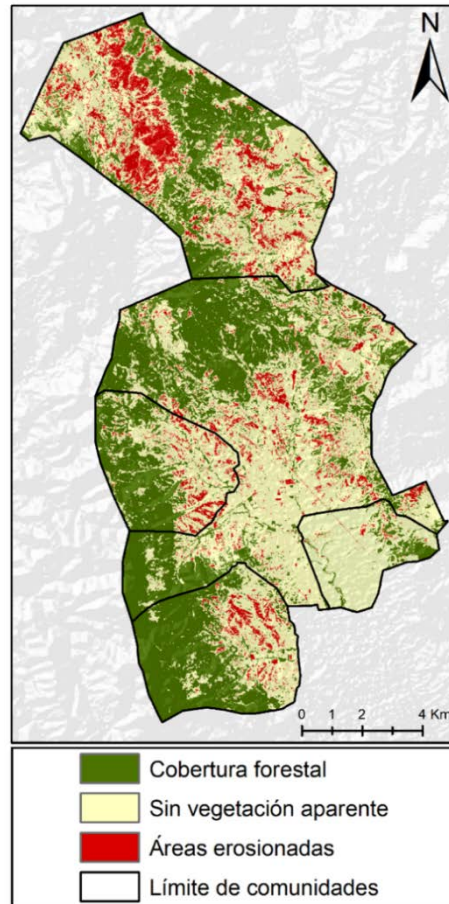 N
0 1 2 4 Km
Cobertura forestal
Sin vegetación aparente
Áreas erosionadas
Límite de comunidades